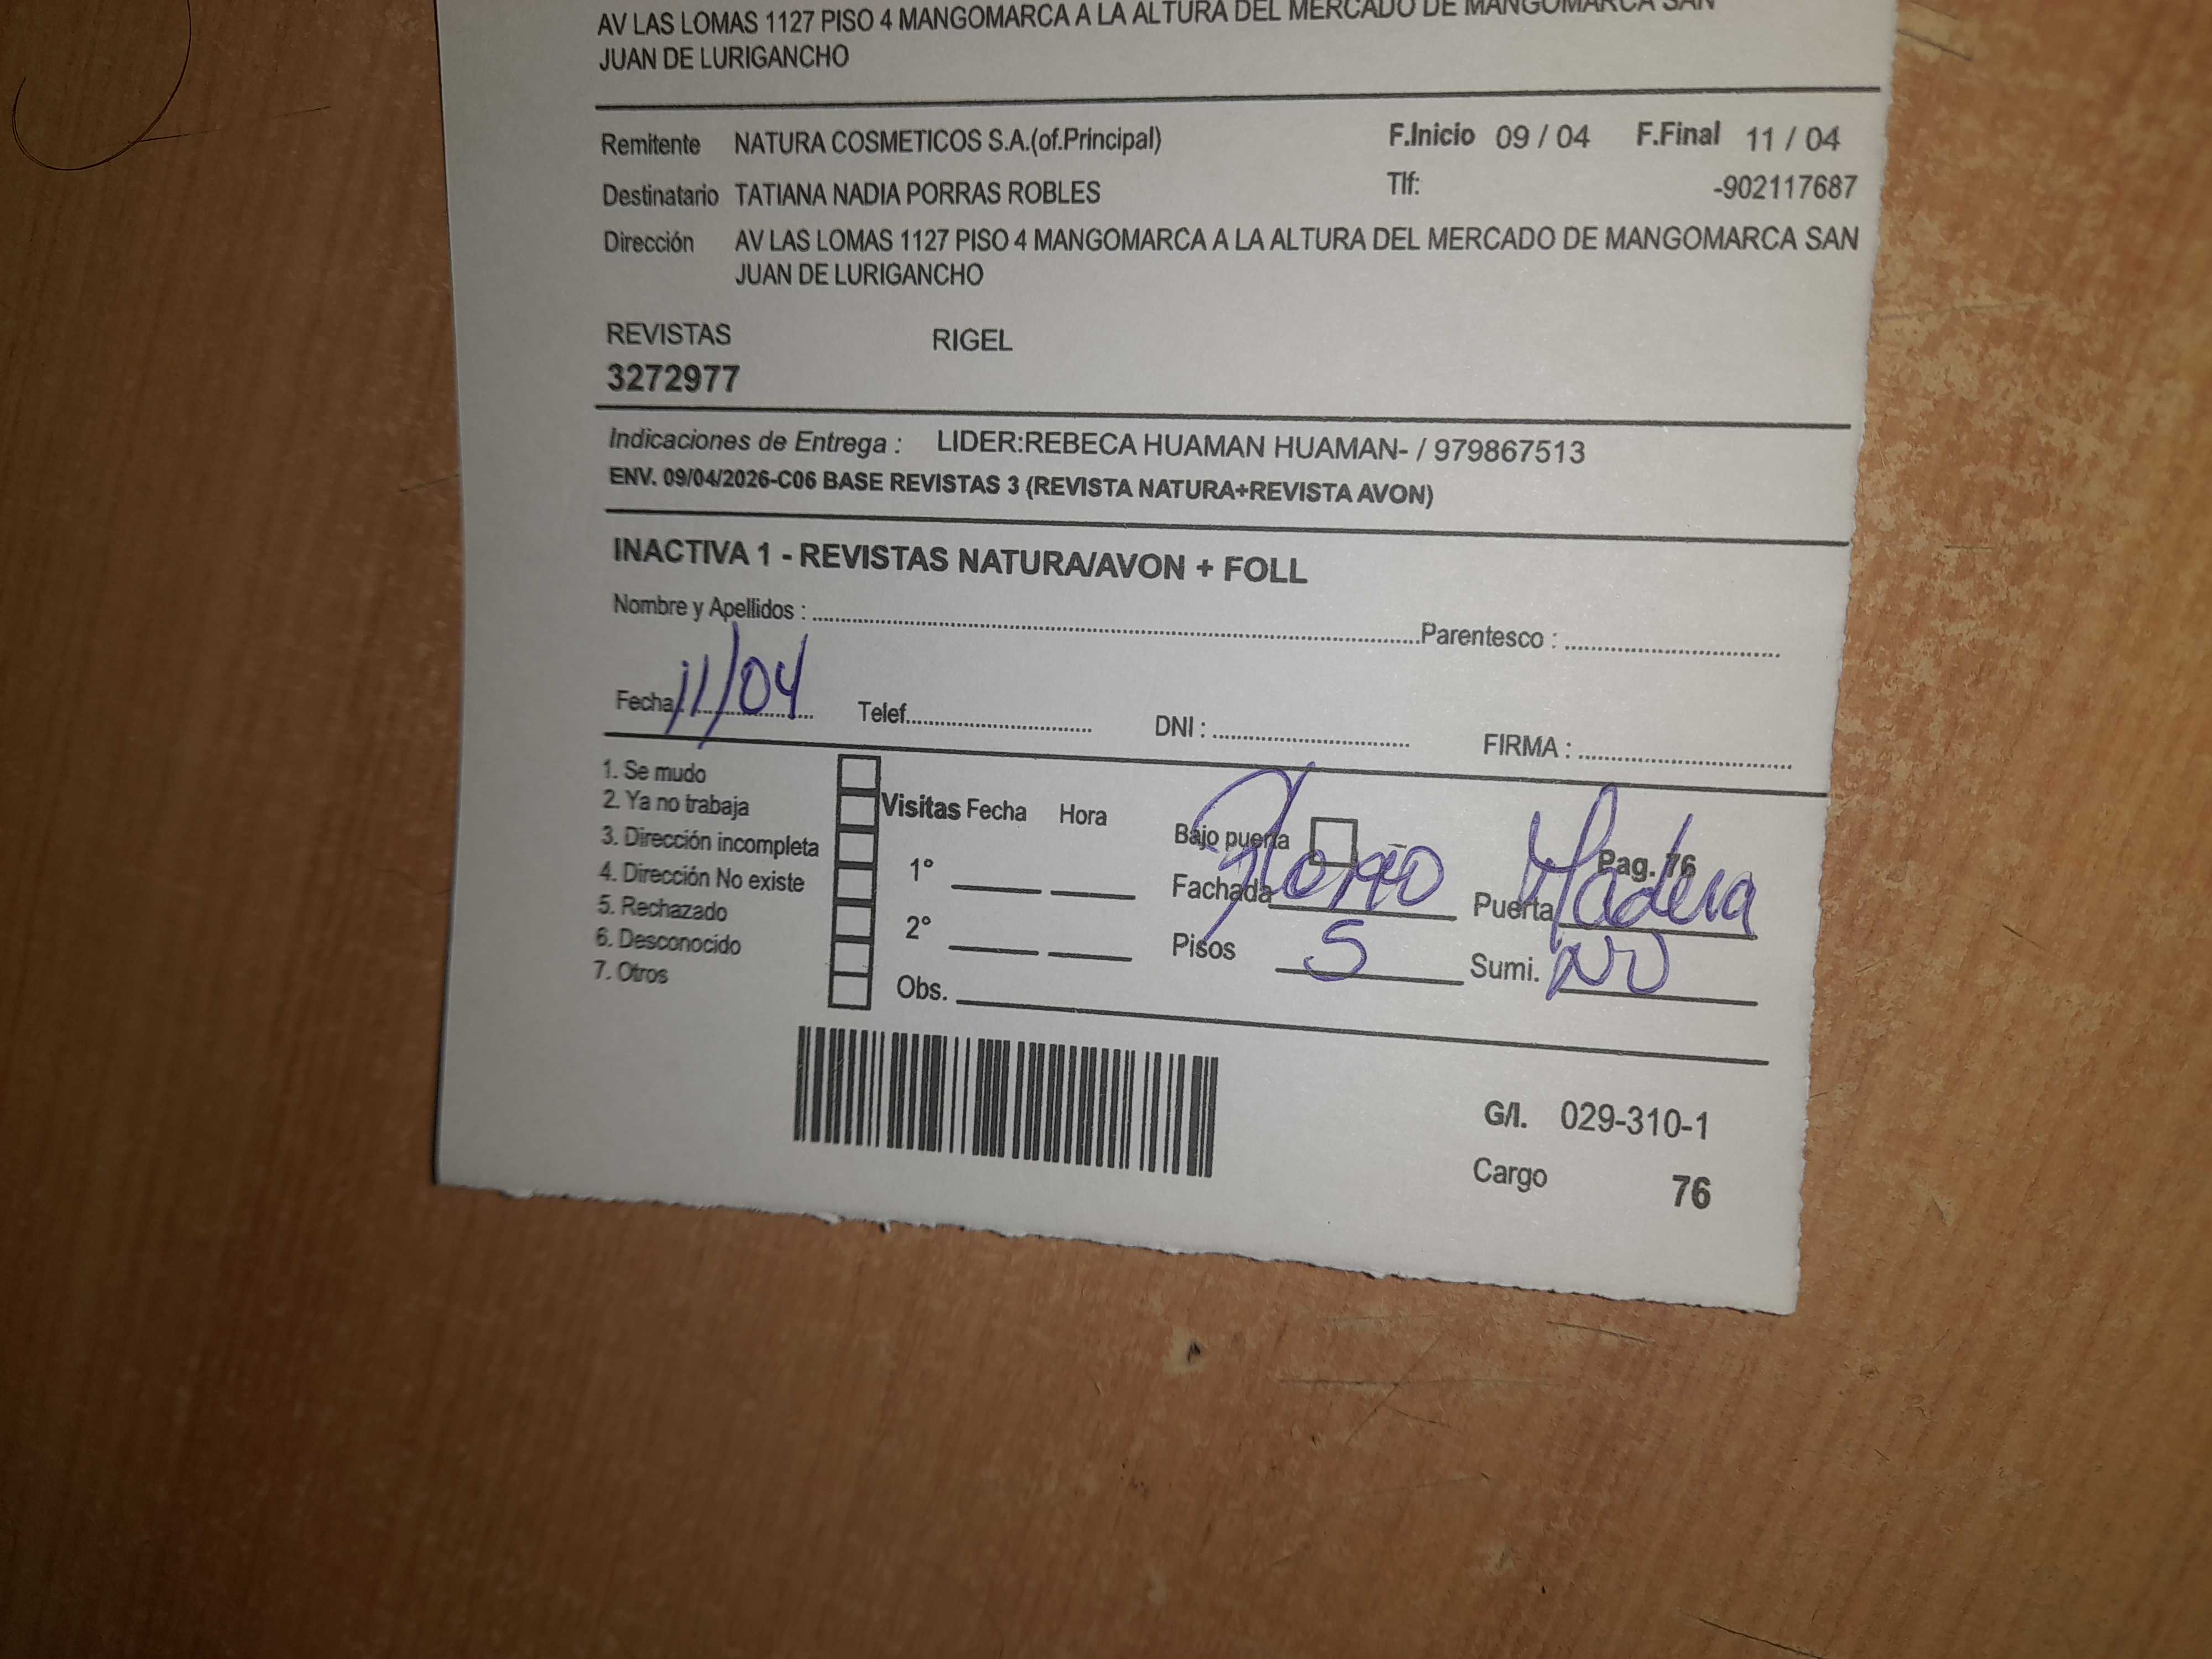 AV LAS LOMAS 1127 PISO 4 MANGOMARCA A LA ALTURA DEL MERCADO DE MANGOMARCA SAN
JUAN DE LURIGANCHO
Remitente NATURA COSMETICOS S.A.(of.Principal) F.Inicio 09 / 04 F.Final 11 / 04
Destinatario TATIANA NADIA PORRAS ROBLES Tlf: -902117687
Dirección AV LAS LOMAS 1127 PISO 4 MANGOMARCA A LA ALTURA DEL MERCADO DE MANGOMARCA SAN
JUAN DE LURIGANCHO
REVISTAS RIGEL
3272977
Indicaciones de Entrega : LIDER:REBECA HUAMAN HUAMAN- / 979867513
ENV. 09/04/2026-C06 BASE REVISTAS 3 (REVISTA NATURA+REVISTA AVON)
INACTIVA 1 - REVISTAS NATURA/AVON + FOLL
Nombre y Apellidos : Parentesco :
Fecha 11/04 Telef. DNI : FIRMA :
1. Se mudo
2. Ya no trabaja Visitas Fecha Hora Bajo puerta Pag. 76
3. Dirección incompleta
4. Dirección No existe 1° Fachada Puerta Madera
5. Rechazado
6. Desconocido 2° Pisos 5 Sumi. NO
7. Otros Obs.
G/I. 029-310-1
Cargo 76